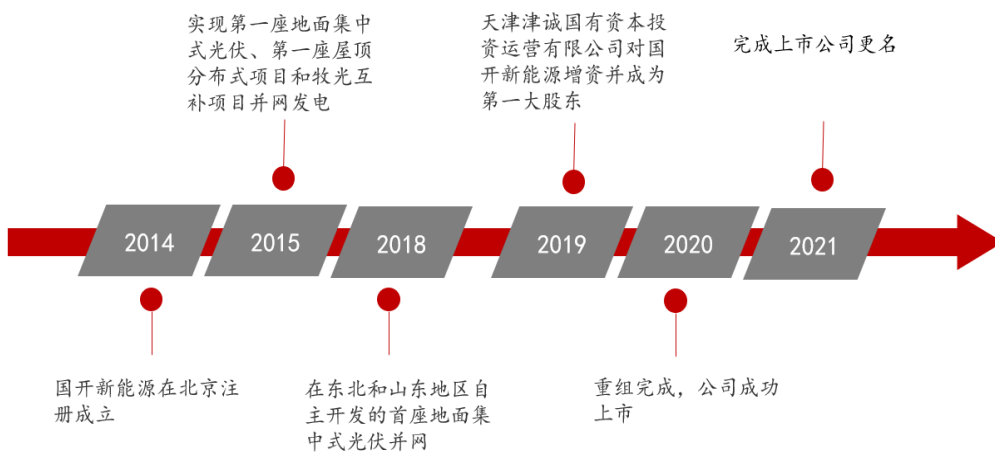 实现第一座地面集中
式光伏、第一座屋顶
分布式项目和牧光互
补项目并网发电
天津津诚国有资本投
资运营有限公司对国
开新能源增资并成为
第一大股东
完成上市公司更名
2014
2015
2018
2019
2020
2021
国开新能源在北京注
册成立
在东北和山东地区自
主开发的首座地面集
中式光伏并网
重组完成，公司成功
上市